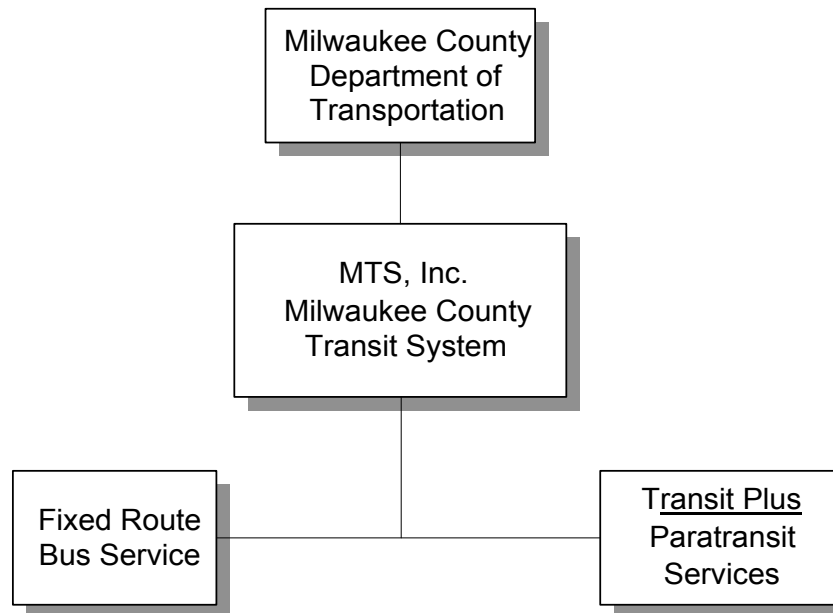 Milwaukee County
Department of
Transportation
MTS, Inc.
Milwaukee County
Transit System
Fixed Route
Bus Service
Transit Plus
Paratransit
Services